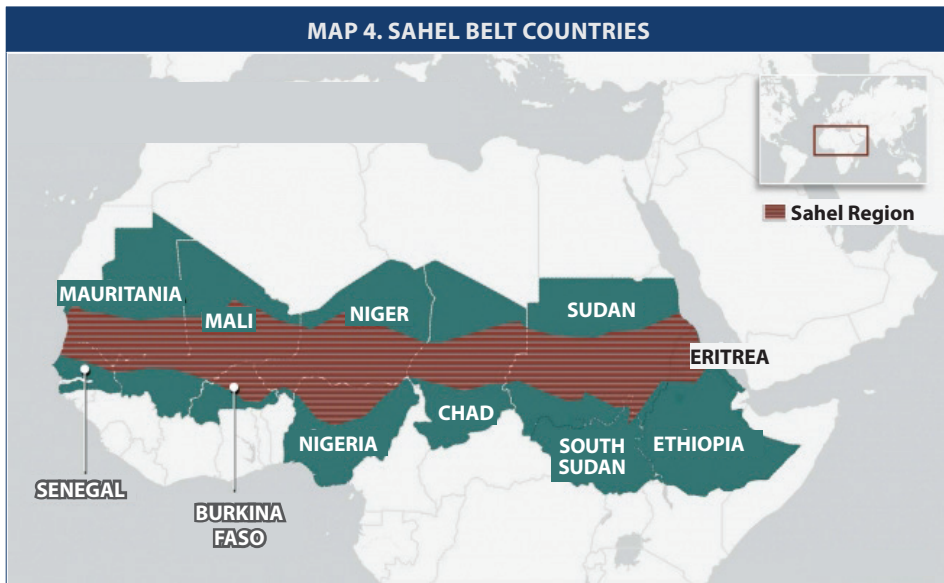 MAP 4. SAHEL BELT COUNTRIES
Sahel Region
MAURITANIA
MALI
NIGER
SUDAN
ERITREA
CHAD
NIGERIA
SOUTH
SUDAN
ETHIOPIA
SENEGAL
BURKINA
FASO